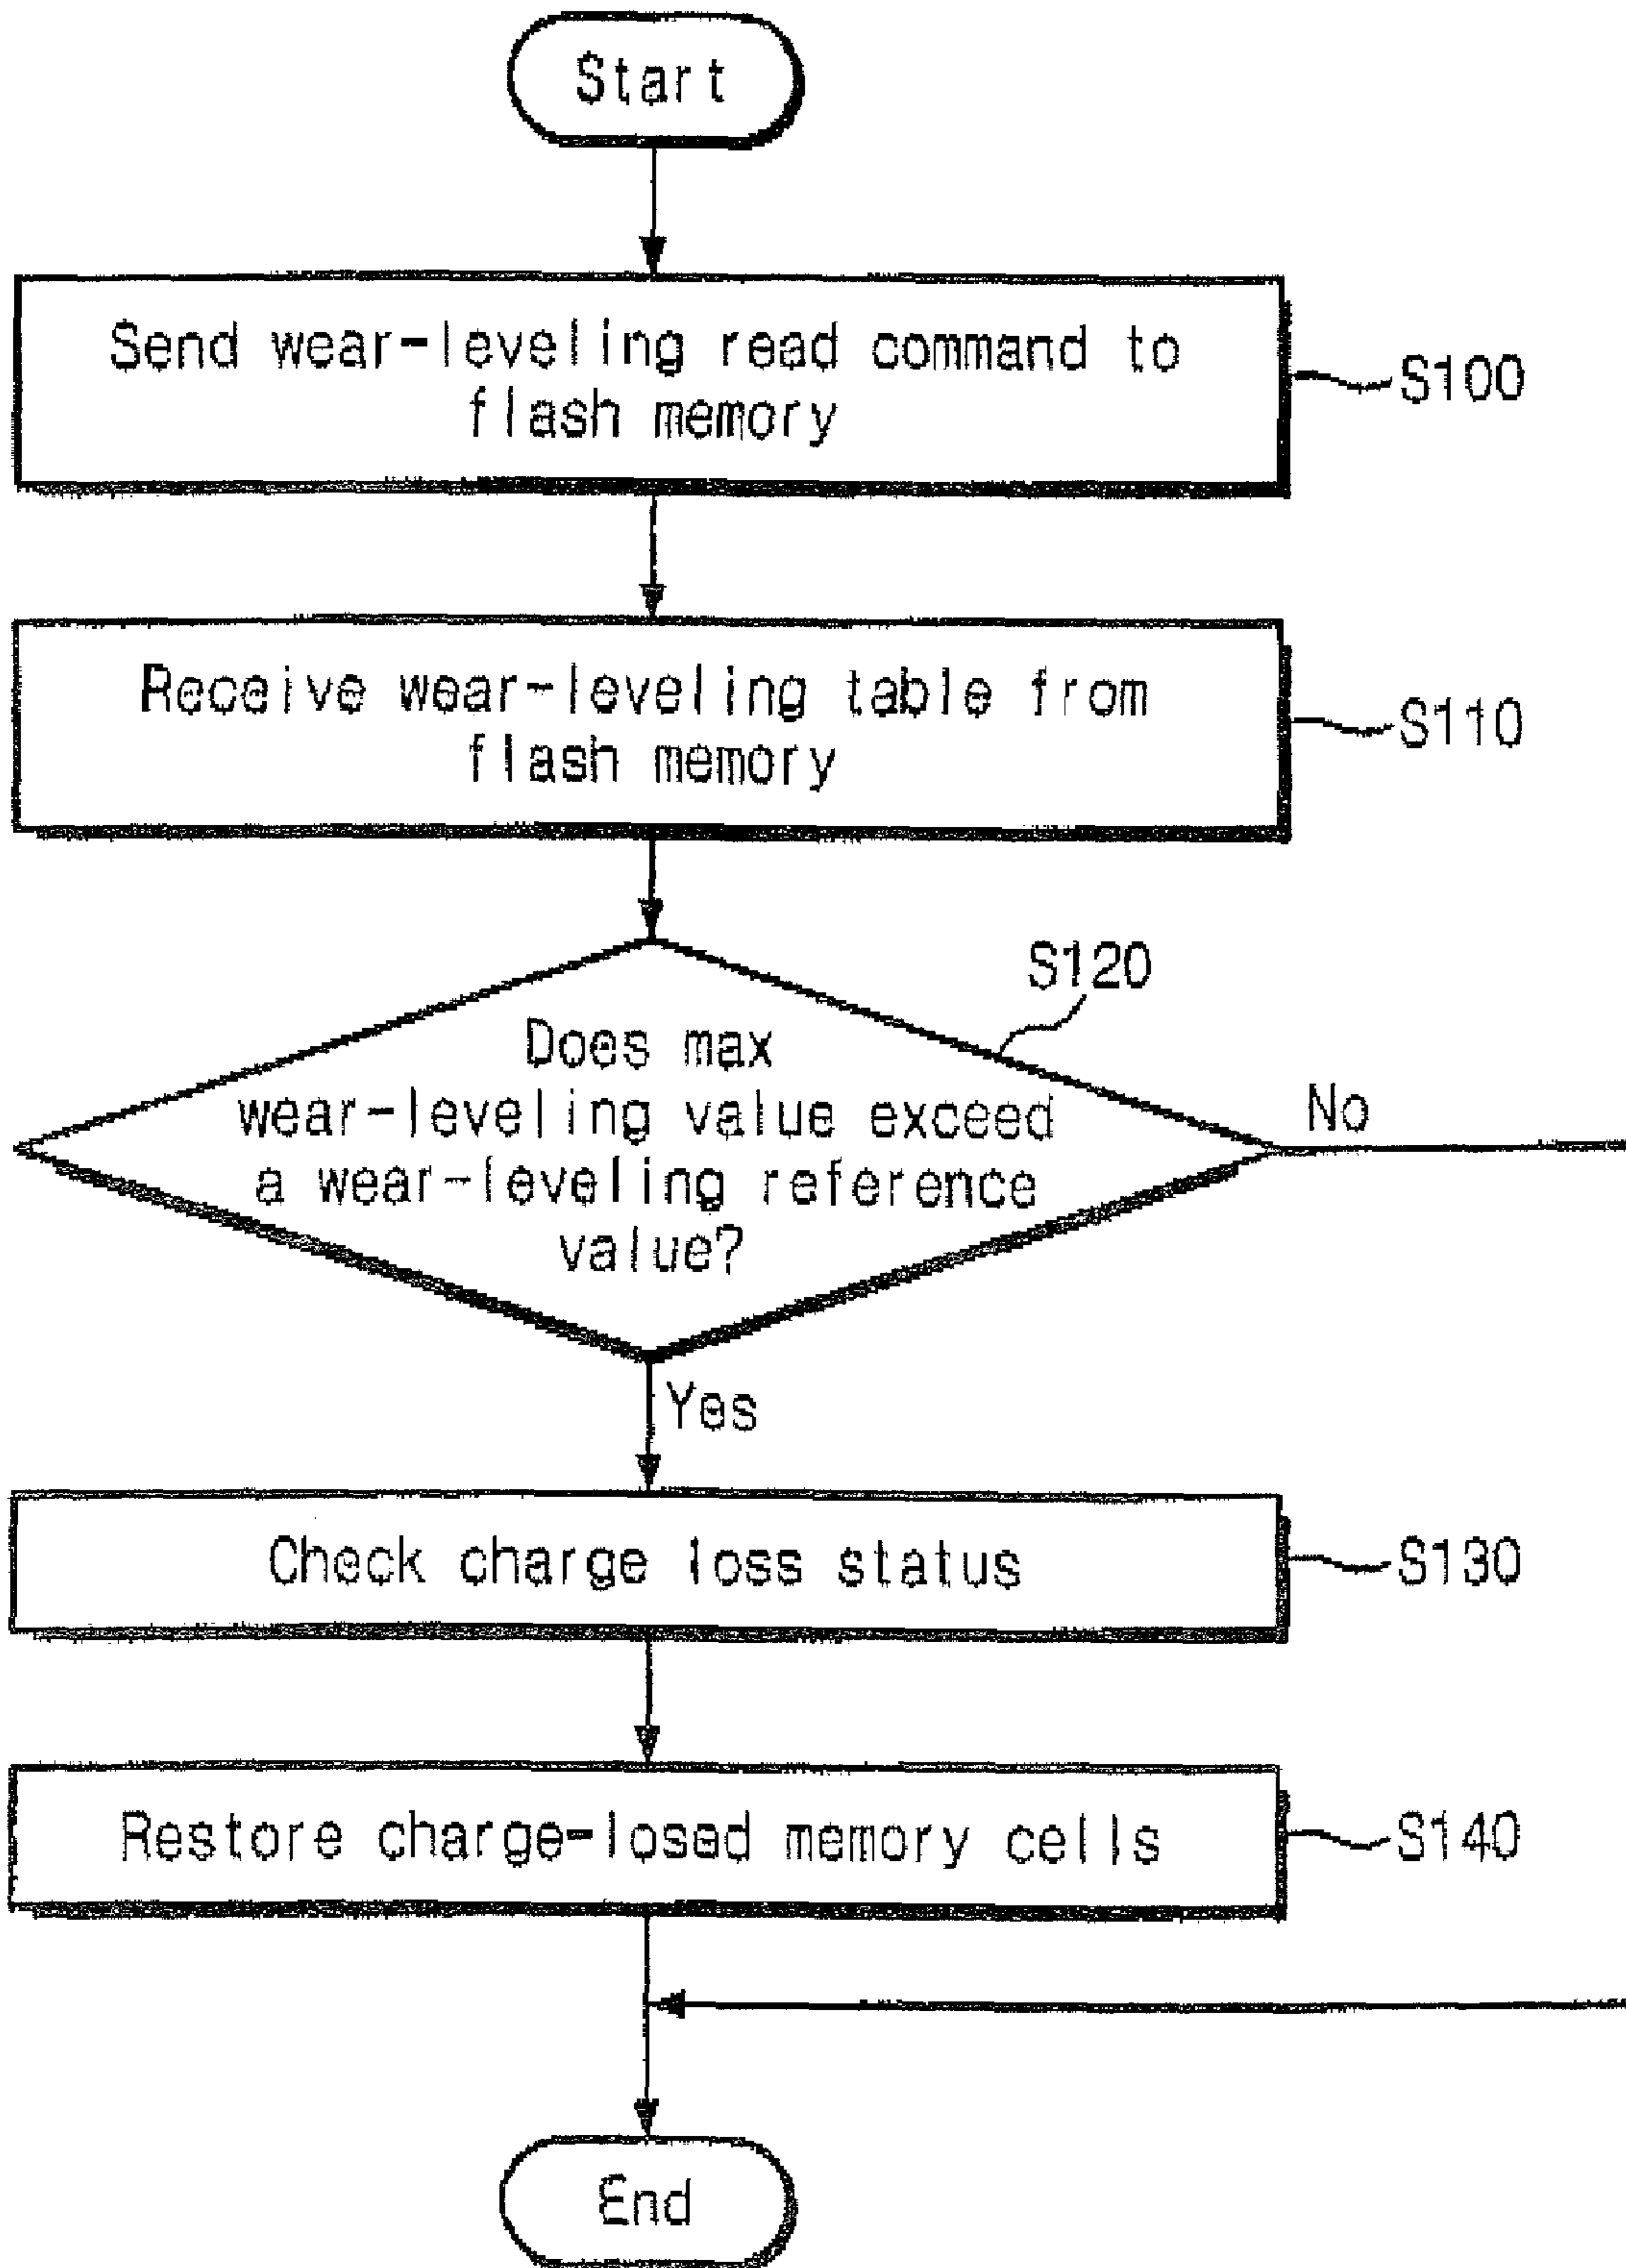 Start
Send wear-leveling read command to
flash memory
S100
Receive wear-leveling table from
flash memory
S110
S120
Does max
wear-leveling value exceed
a wear-leveling reference
value?
No
Yes
Check charge loss status
S130
Restore charge-losed memory cells
S140
End